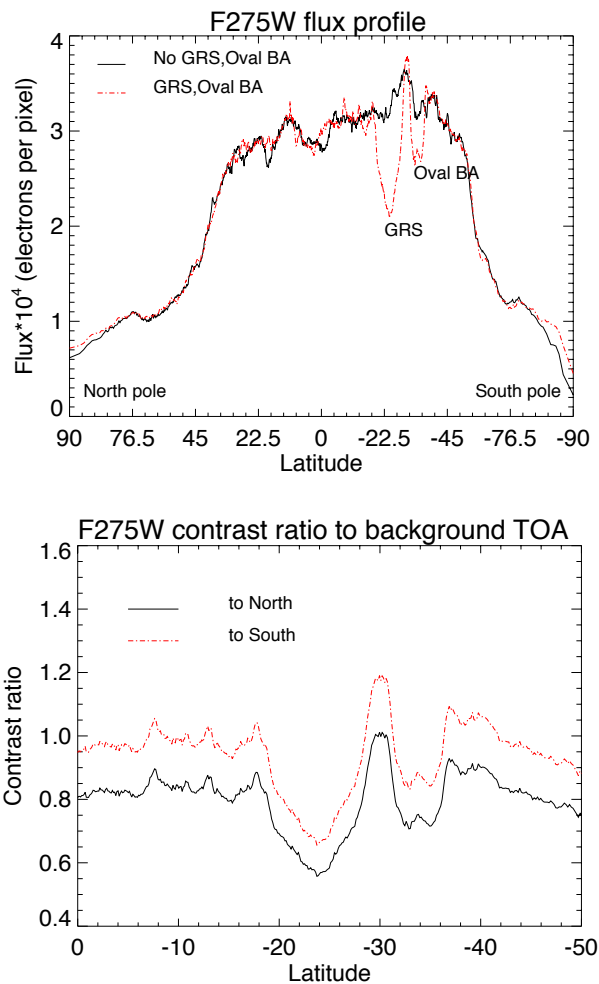 F275W flux profile
No GRS,Oval BA
GRS,Oval BA
Flux*10^4 (electrons per pixel)
4
3
2
1
0
Oval BA
GRS
North pole
South pole
90 76.5 45 22.5 0 -22.5 -45 -76.5 -90
Latitude
F275W contrast ratio to background TOA
to North
to South
Contrast ratio
1.6
1.4
1.2
1.0
0.8
0.6
0.4
0 -10 -20 -30 -40 -50
Latitude